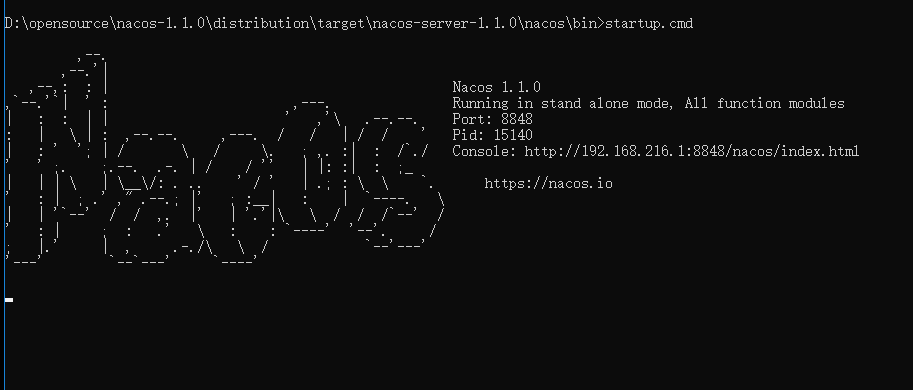 D:\opensource\nacos-1.1.0\distribution\target\nacos-server-1.1.0\nacos\bin>startup.cmd
Nacos 1.1.0
Running in stand alone mode, All function modules
Port: 8848
Pid: 15140
Console: http://192.168.216.1:8848/nacos/index.html
https://nacos.io